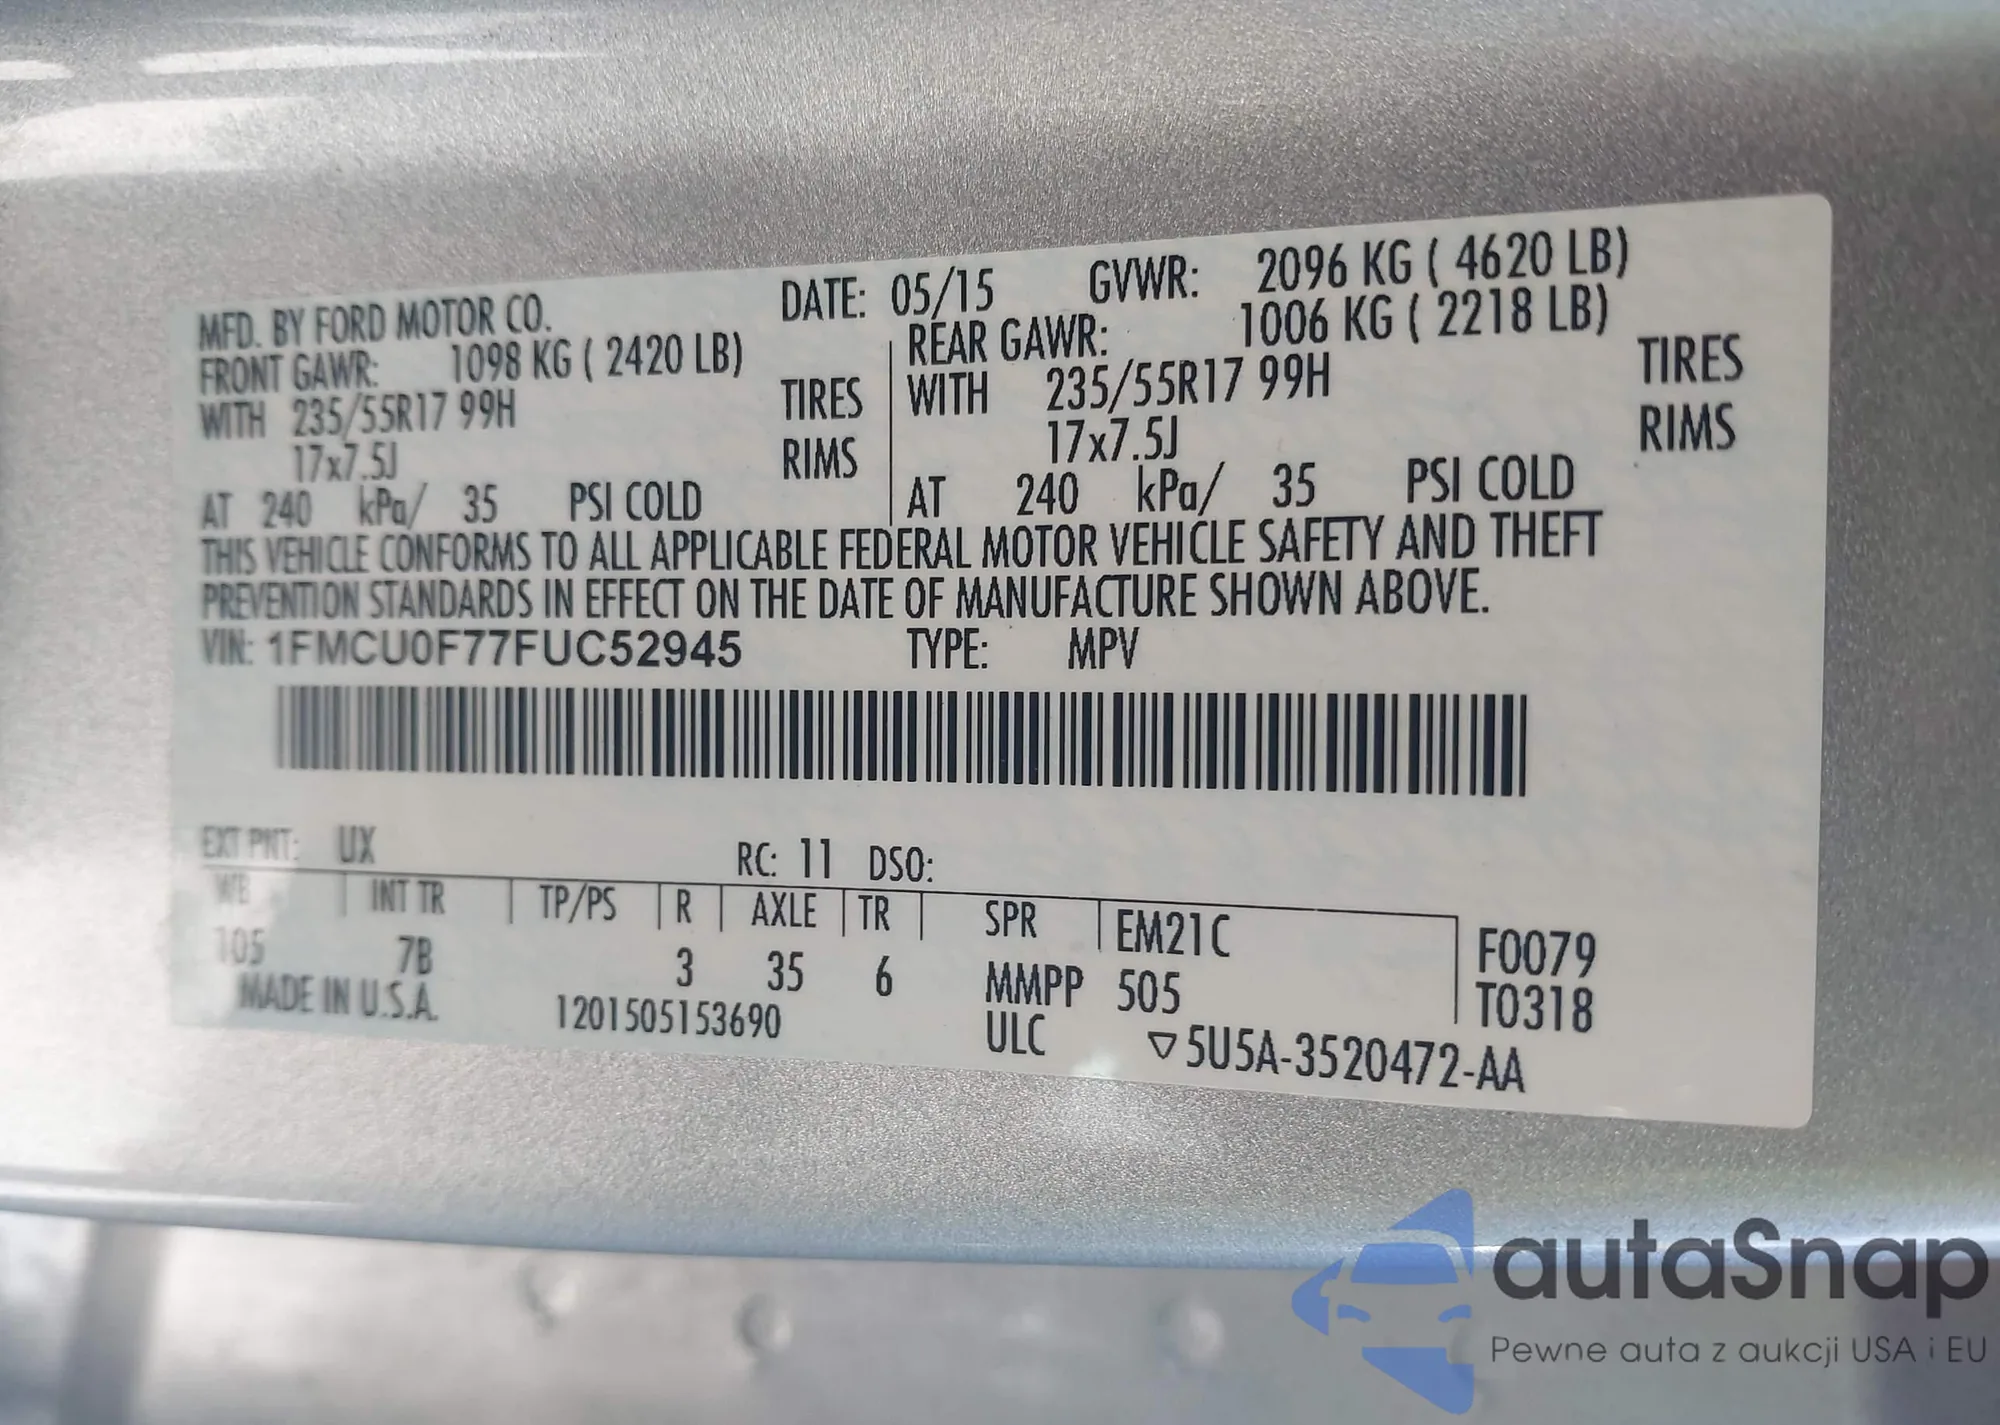 MFD. BY FORD MOTOR CO. DATE: 05/15 GVWR: 2096 KG ( 4620 LB)
FRONT GAWR: 1098 KG ( 2420 LB) REAR GAWR: 1006 KG ( 2218 LB)
WITH 235/55R17 99H TIRES WITH 235/55R17 99H TIRES
17x7.5J RIMS 17x7.5J RIMS
AT 240 kPa/ 35 PSI COLD AT 240 kPa/ 35 PSI COLD
THIS VEHICLE CONFORMS TO ALL APPLICABLE FEDERAL MOTOR VEHICLE SAFETY AND THEFT
PREVENTION STANDARDS IN EFFECT ON THE DATE OF MANUFACTURE SHOWN ABOVE.
VIN: 1FMCU0F77FUC52945 TYPE: MPV
EXT PNT: UX RC: 11 DSO:
WB INT TR TP/PS R AXLE TR SPR EM21C F0079
105 7B 3 35 6 MMPP 505 T0318
MADE IN U.S.A. 1201505153690 ULC ▽5U5A-3520472-AA
autaSnap
Pewne auta z aukcji USA i EU